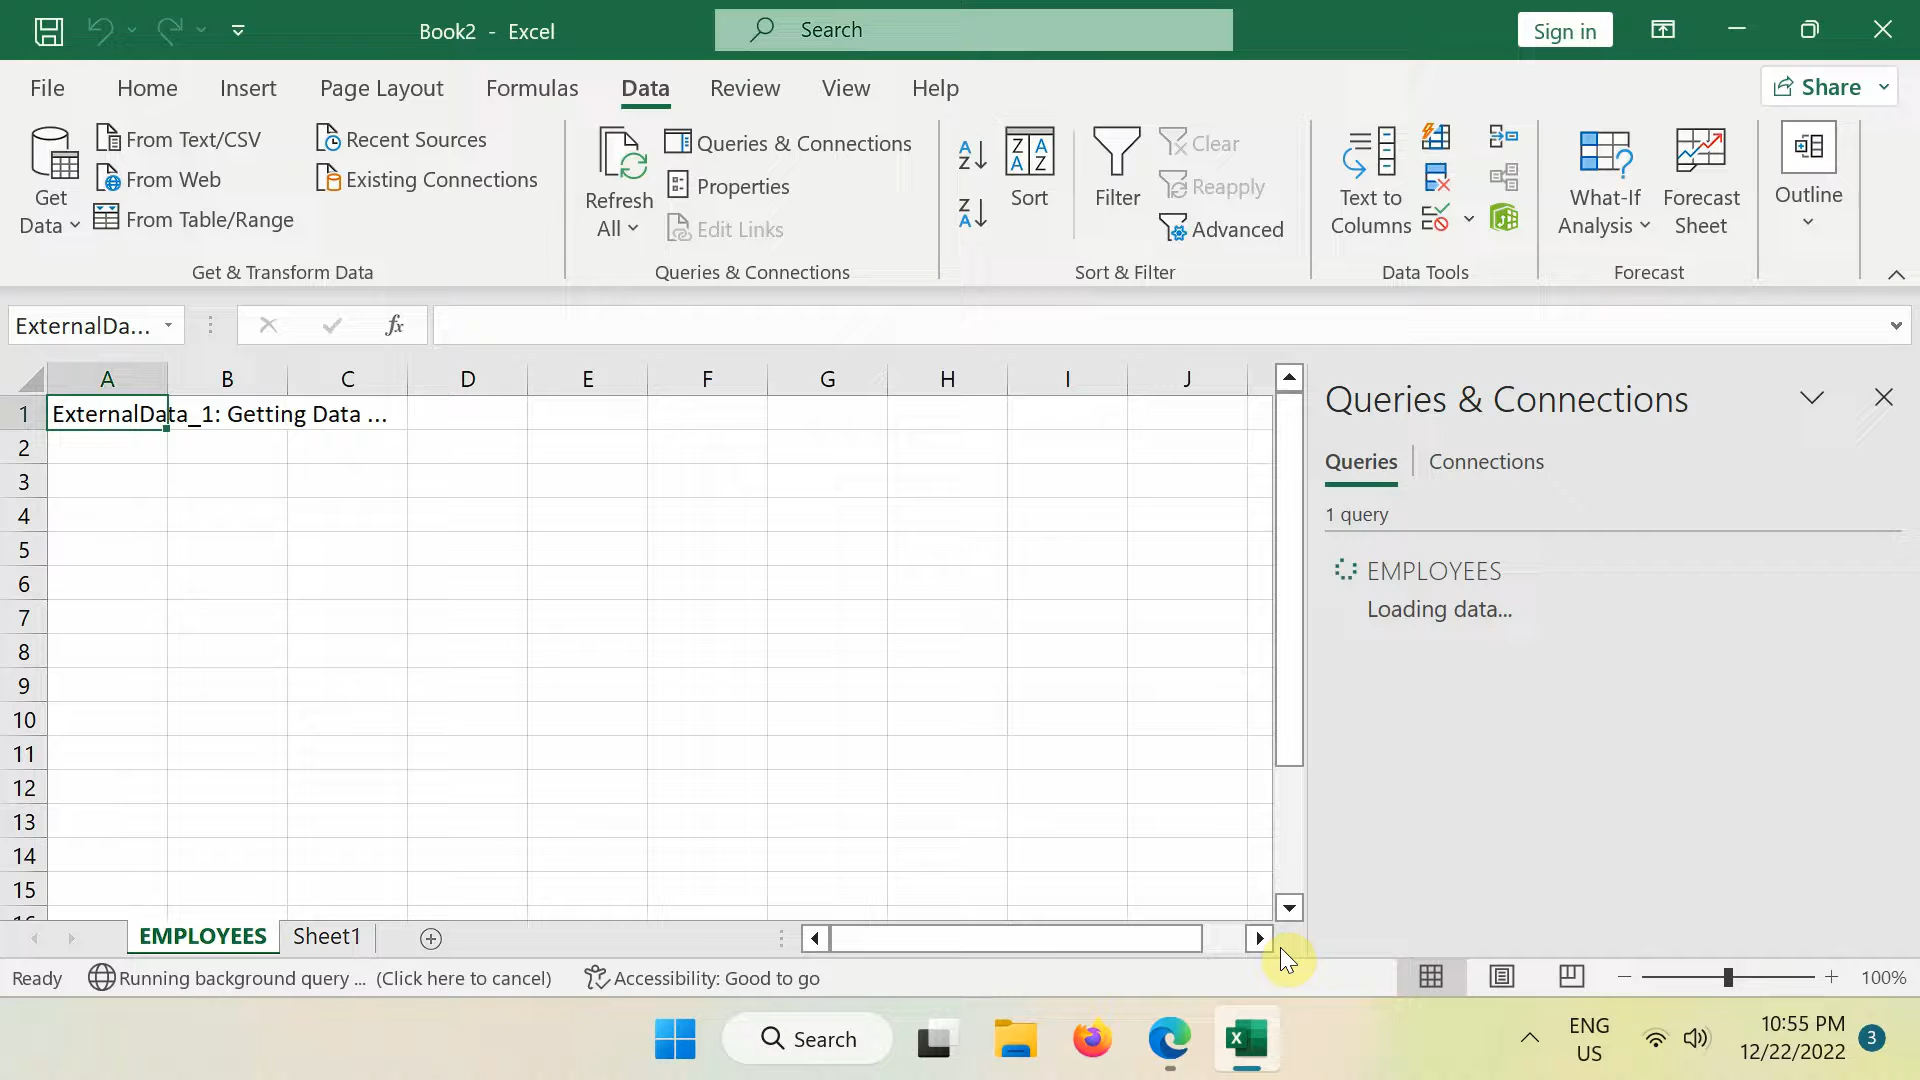 Book2 - Excel
Search
Sign in
File
Home
Insert
Page Layout
Formulas
Data
Review
View
Help
Share
Get
Data
From Text/CSV
From Web
From Table/Range
Recent Sources
Existing Connections
Get & Transform Data
Refresh
All
Queries & Connections
Properties
Edit Links
Queries & Connections
A
Z
Z
A
Z A
A Z
Sort
Filter
Clear
Reapply
Advanced
Sort & Filter
Text to
Columns
Data Tools
What-If
Analysis
Forecast
Sheet
Forecast
Outline
ExternalDa...
fx
A B C D E F G H I J
1 ExternalData_1: Getting Data ...
2
3
4
5
6
7
8
9
10
11
12
13
14
15
16
Queries & Connections
Queries
Connections
1 query
EMPLOYEES
Loading data...
EMPLOYEES
Sheet1
Ready
Running background query ... (Click here to cancel)
Accessibility: Good to go
100%
Search
X
ENG
US
10:55 PM
12/22/2022
3